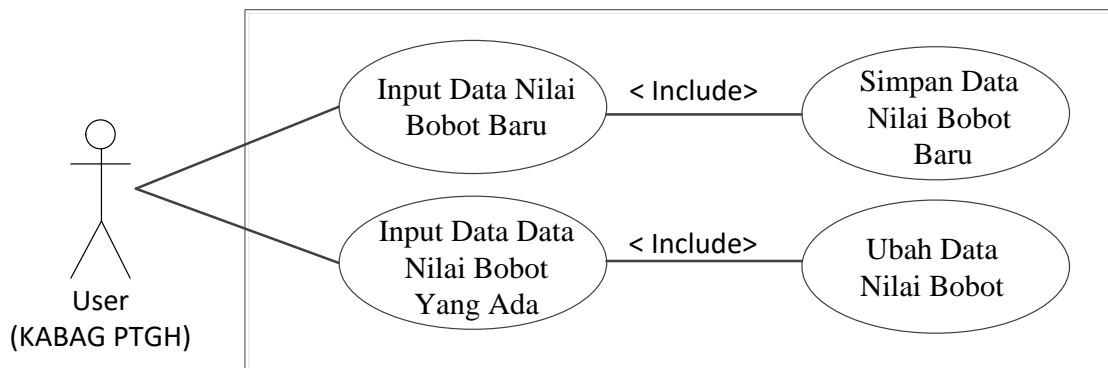 Input Data Nilai
Bobot Baru
< Include>
Simpan Data
Nilai Bobot
Baru
Input Data Data
Nilai Bobot
Yang Ada
< Include>
Ubah Data
Nilai Bobot
User
(KABAG PTGH)